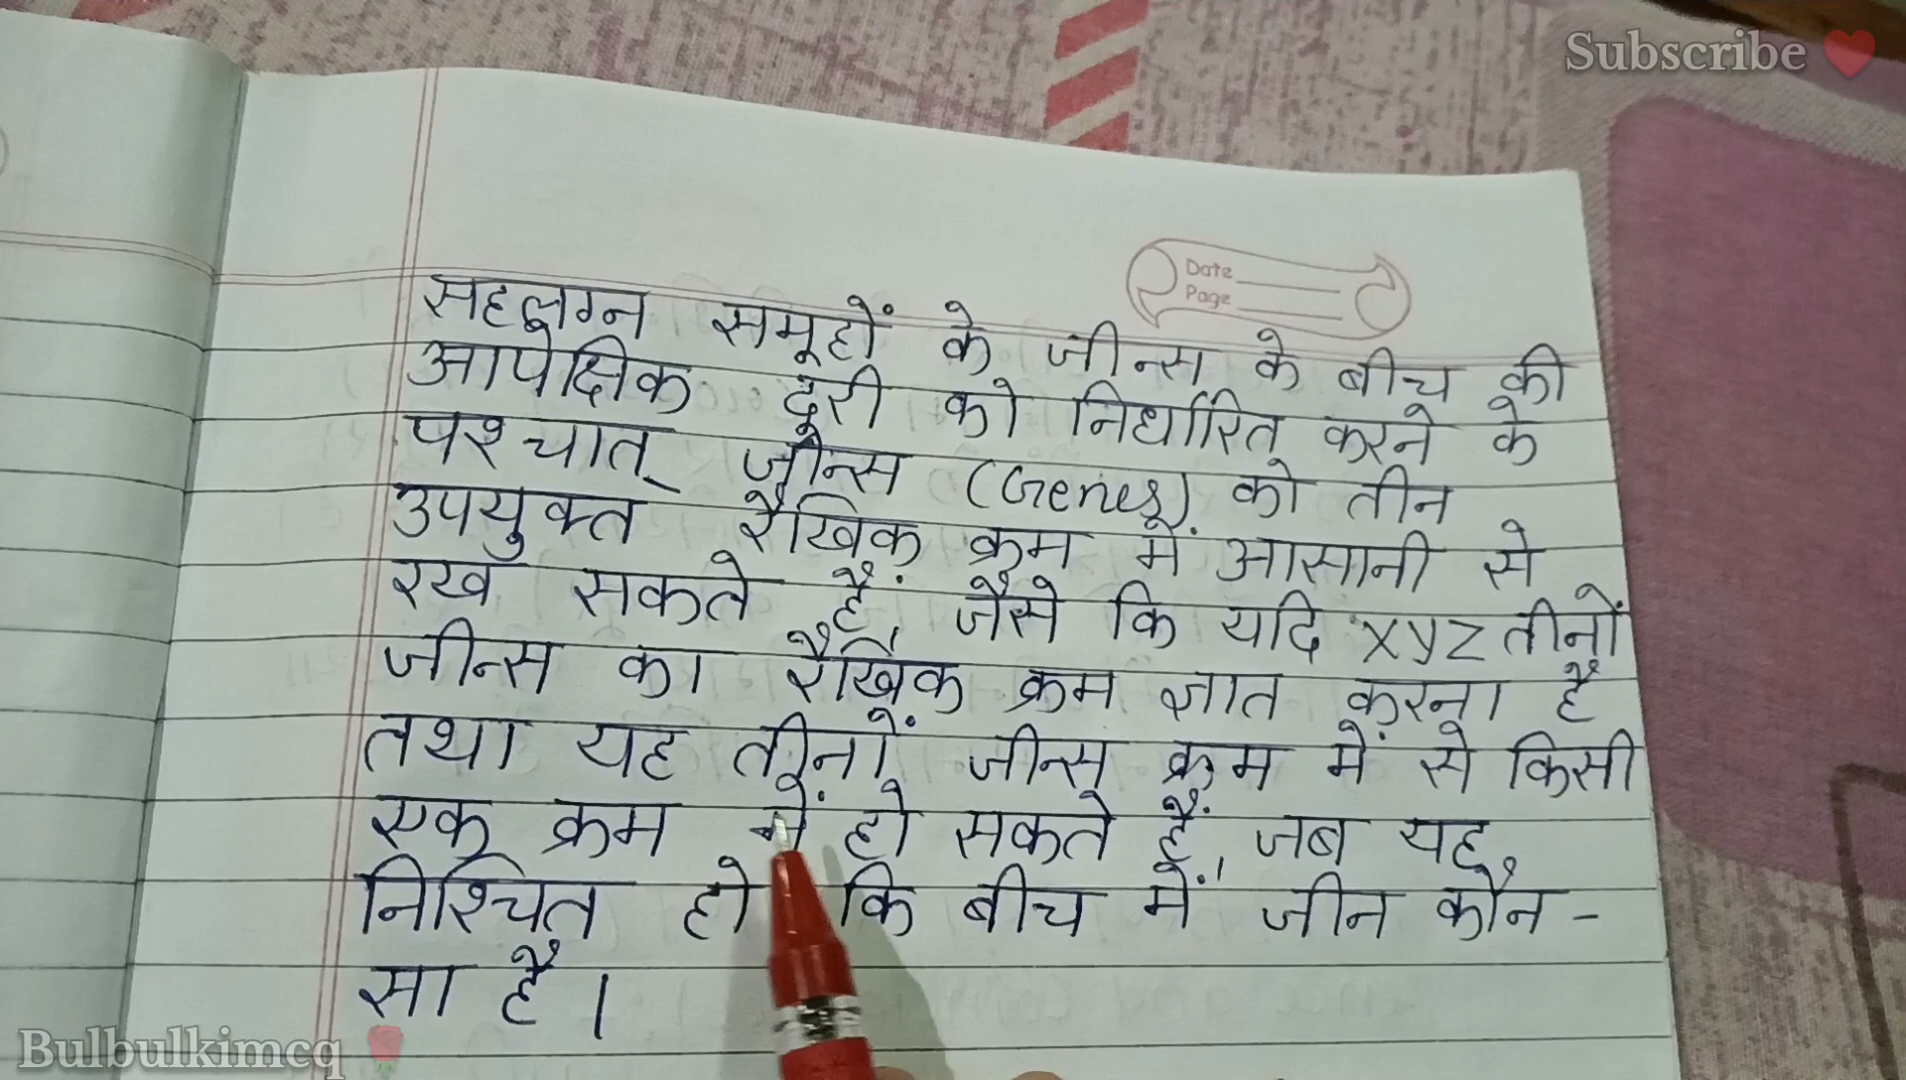 Subscribe
Date
Page
सहलग्न समूहों के जीन्स के बीच की
आपेक्षिक दूरी को निर्धारित करने के
पश्चात् जीन्स (Genes) को तीन
उपयुक्त रैखिक क्रम में आसानी से
रख सकते हैं, जैसे कि यदि xyz तीनों
जीन्स का रैखिक क्रम ज्ञात करना है
तथा यह तीनों जीन्स क्रम में से किसी
एक क्रम में हो सकते हैं, जब यह
निश्चित हो कि बीच में जीन कौन-
सा है।
Bulbulkimcq